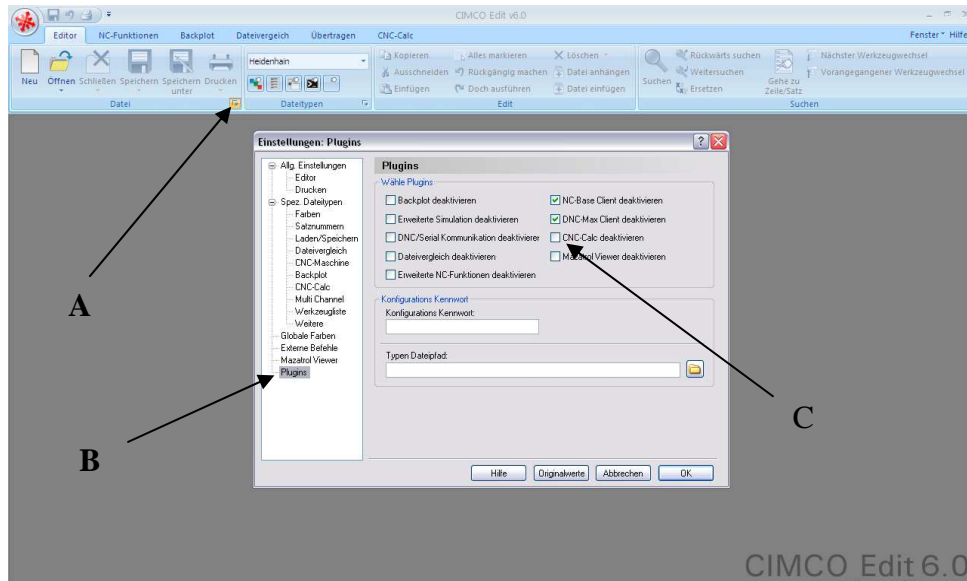 CIMCO Edit v6.0
Editor NC-Funktionen Backplot Dateivergeich Übertragen CNC-Calc Fenster Hilfe
Neu Öffnen Schließen Speichern Speichern unter Drucken
Heidenhain
Kopieren Alles markieren Löschen
Ausschneiden Rückgängig machen Datei anhängen
Einfügen Doch ausführen Datei einfügen
Suchen
Rückwärts suchen
Weitersuchen
Ersetzen
Gehe zu Zeile/Satz
Nächster Werkzeugwechsel
Vorangegangener Werkzeugwechsel
Datei Dateitypen Edit Suchen
Einstellungen: Plugins
Allg. Einstellungen
Editor
Drucken
Spez. Dateitypen
Farben
Satznummern
Laden/Speichern
Dateivergleich
CNC-Maschine
Backplot
CNC-Calc
Multi Channel
Werkzeugliste
Weitere
Globale Farben
Externe Befehle
Mazatrol Viewer
Plugins
Plugins
Wähle Plugins
Backplot deaktivieren NC-Base Client deaktivieren
Erweiterte Simulation deaktivieren DNC-Max Client deaktivieren
DNC/Serial Kommunikation deaktivieren CNC-Calc deaktivieren
Dateivergleich deaktivieren Mazatrol Viewer deaktivieren
Erweiterte NC-Funktionen deaktivieren
Konfigurations Kennwort
Konfigurations Kennwort:
Typen Dateipfad:
Hilfe Originalwerte Abbrechen OK
A
B
C
CIMCO Edit 6.0